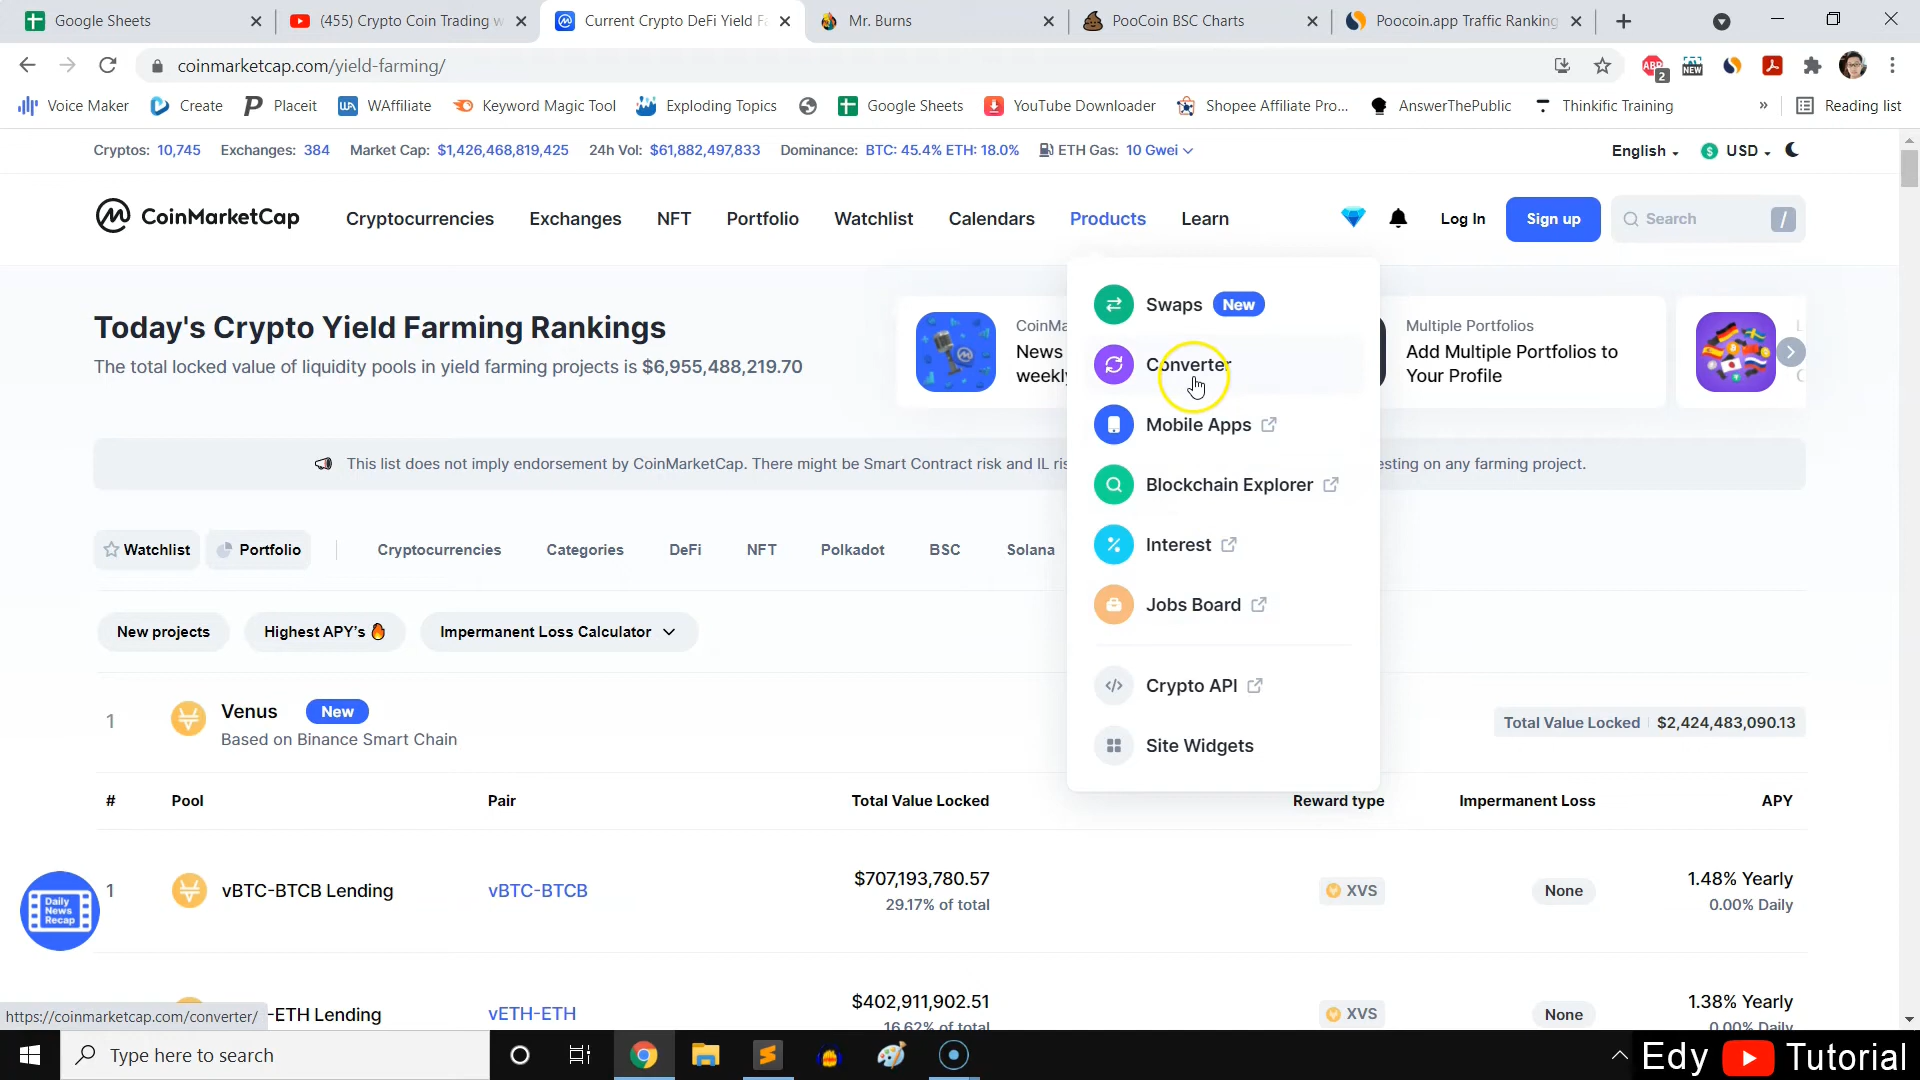 Google Sheets
(455) Crypto Coin Trading w
Current Crypto DeFi Yield Fa
Mr. Burns
PooCoin BSC Charts
Poocoin.app Traffic Ranking
coinmarketcap.com/yield-farming/
ABP
2
NEW
Voice Maker
Create
Placeit
WAffiliate
Keyword Magic Tool
Exploding Topics
Google Sheets
YouTube Downloader
Shopee Affiliate Pro...
AnswerThePublic
Thinkific Training
»
Reading list
Cryptos: 10,745 Exchanges: 384 Market Cap: $1,426,468,819,425 24h Vol: $61,882,497,833 Dominance: BTC: 45.4% ETH: 18.0% ETH Gas: 10 Gwei
English
USD
CoinMarketCap
Cryptocurrencies Exchanges NFT Portfolio Watchlist Calendars Products Learn
Log In
Sign up
Search
/
Today's Crypto Yield Farming Rankings
The total locked value of liquidity pools in yield farming projects is $6,955,488,219.70
CoinMa
News
weekly
Multiple Portfolios
Add Multiple Portfolios to
Your Profile
Swaps New
Converter
Mobile Apps
Blockchain Explorer
Interest
Jobs Board
Crypto API
Site Widgets
This list does not imply endorsement by CoinMarketCap. There might be Smart Contract risk and IL ris
esting on any farming project.
Watchlist Portfolio Cryptocurrencies Categories DeFi NFT Polkadot BSC Solana
New projects Highest APY's Impermanent Loss Calculator
1 Venus New
Based on Binance Smart Chain
Total Value Locked $2,424,483,090.13
# Pool Pair Total Value Locked Reward type Impermanent Loss APY
1 vBTC-BTCB Lending vBTC-BTCB $707,193,780.57 XVS None 1.48% Yearly
29.17% of total 0.00% Daily
Daily
News
Recap
-ETH Lending vETH-ETH $402,911,902.51 XVS None 1.38% Yearly
16.62% of total 0.00% Daily
https://coinmarketcap.com/converter/
Type here to search
Edy Tutorial